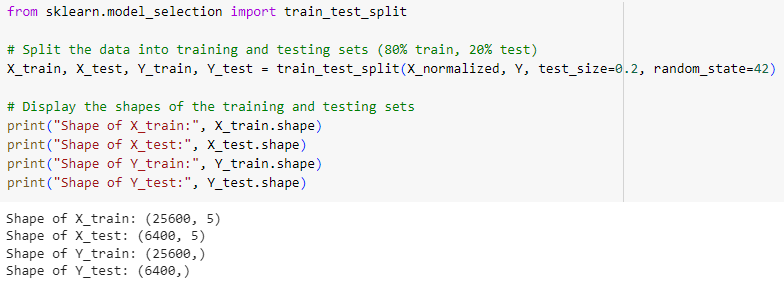 from sklearn.model_selection import train_test_split
# Split the data into training and testing sets (80% train, 20% test)
X_train, X_test, Y_train, Y_test = train_test_split(X_normalized, Y, test_size=0.2, random_state=42)
# Display the shapes of the training and testing sets
print("Shape of X_train:", X_train.shape)
print("Shape of X_test:", X_test.shape)
print("Shape of Y_train:", Y_train.shape)
print("Shape of Y_test:", Y_test.shape)
Shape of X_train: (25600, 5)
Shape of X_test: (6400, 5)
Shape of Y_train: (25600,)
Shape of Y_test: (6400,)